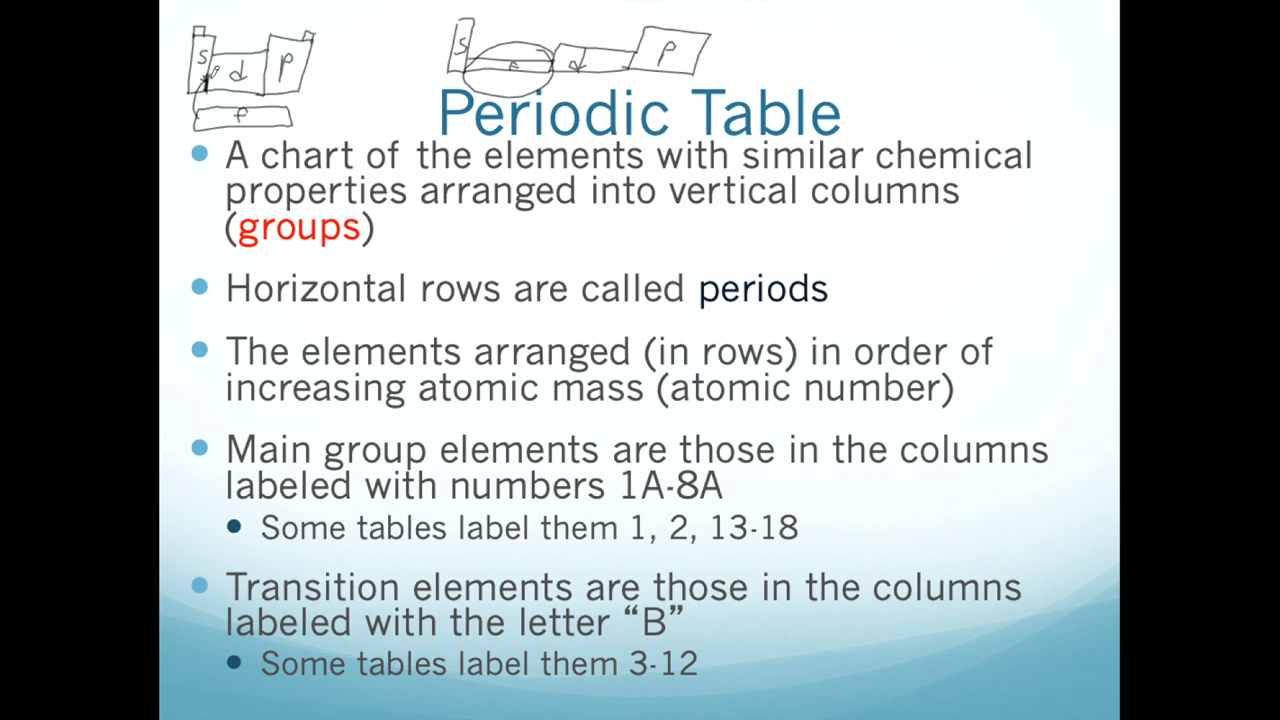 s d p
f
s f d p
Periodic Table
A chart of the elements with similar chemical
properties arranged into vertical columns
(groups)
Horizontal rows are called periods
The elements arranged (in rows) in order of
increasing atomic mass (atomic number)
Main group elements are those in the columns
labeled with numbers 1A-8A
Some tables label them 1, 2, 13-18
Transition elements are those in the columns
labeled with the letter “B”
Some tables label them 3-12